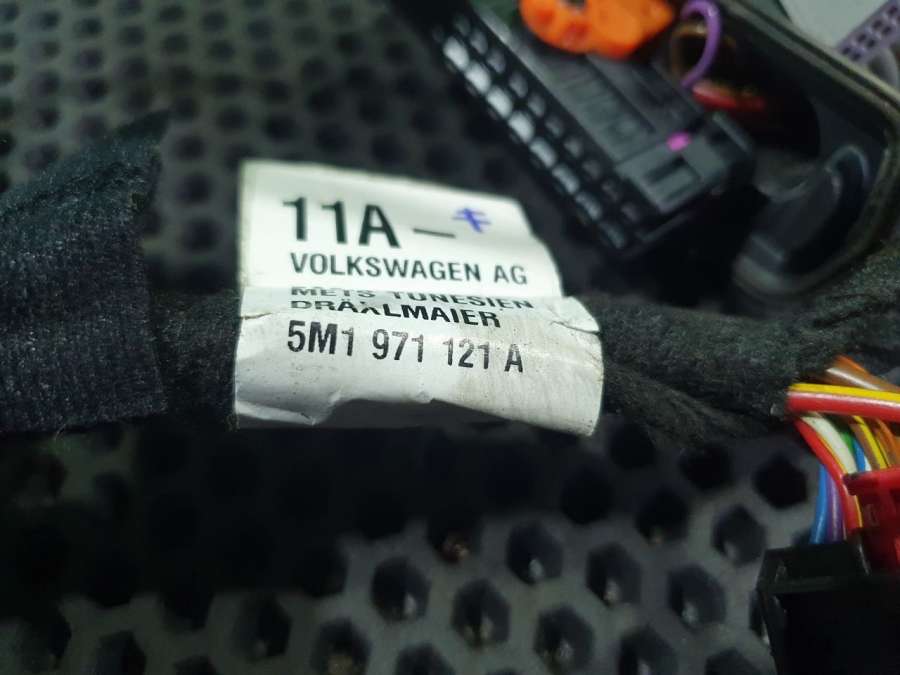 11A –
VOLKSWAGEN AG
METS TUNESIEN
DRÄXLMAIER
5M1 971 121 A